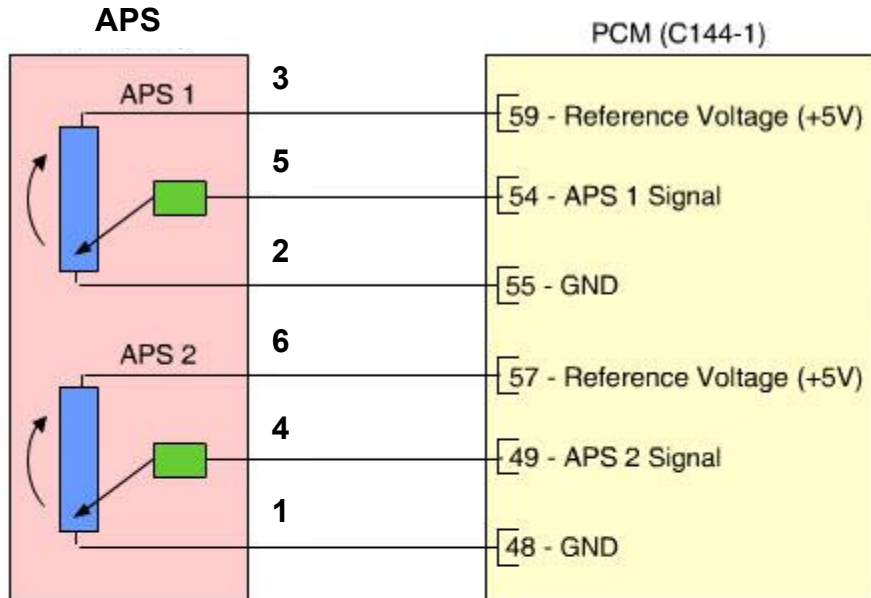 APS
PCM (C144-1)
APS 1
3
59 - Reference Voltage (+5V)
5
54 - APS 1 Signal
2
55 - GND
APS 2
6
57 - Reference Voltage (+5V)
4
49 - APS 2 Signal
1
48 - GND